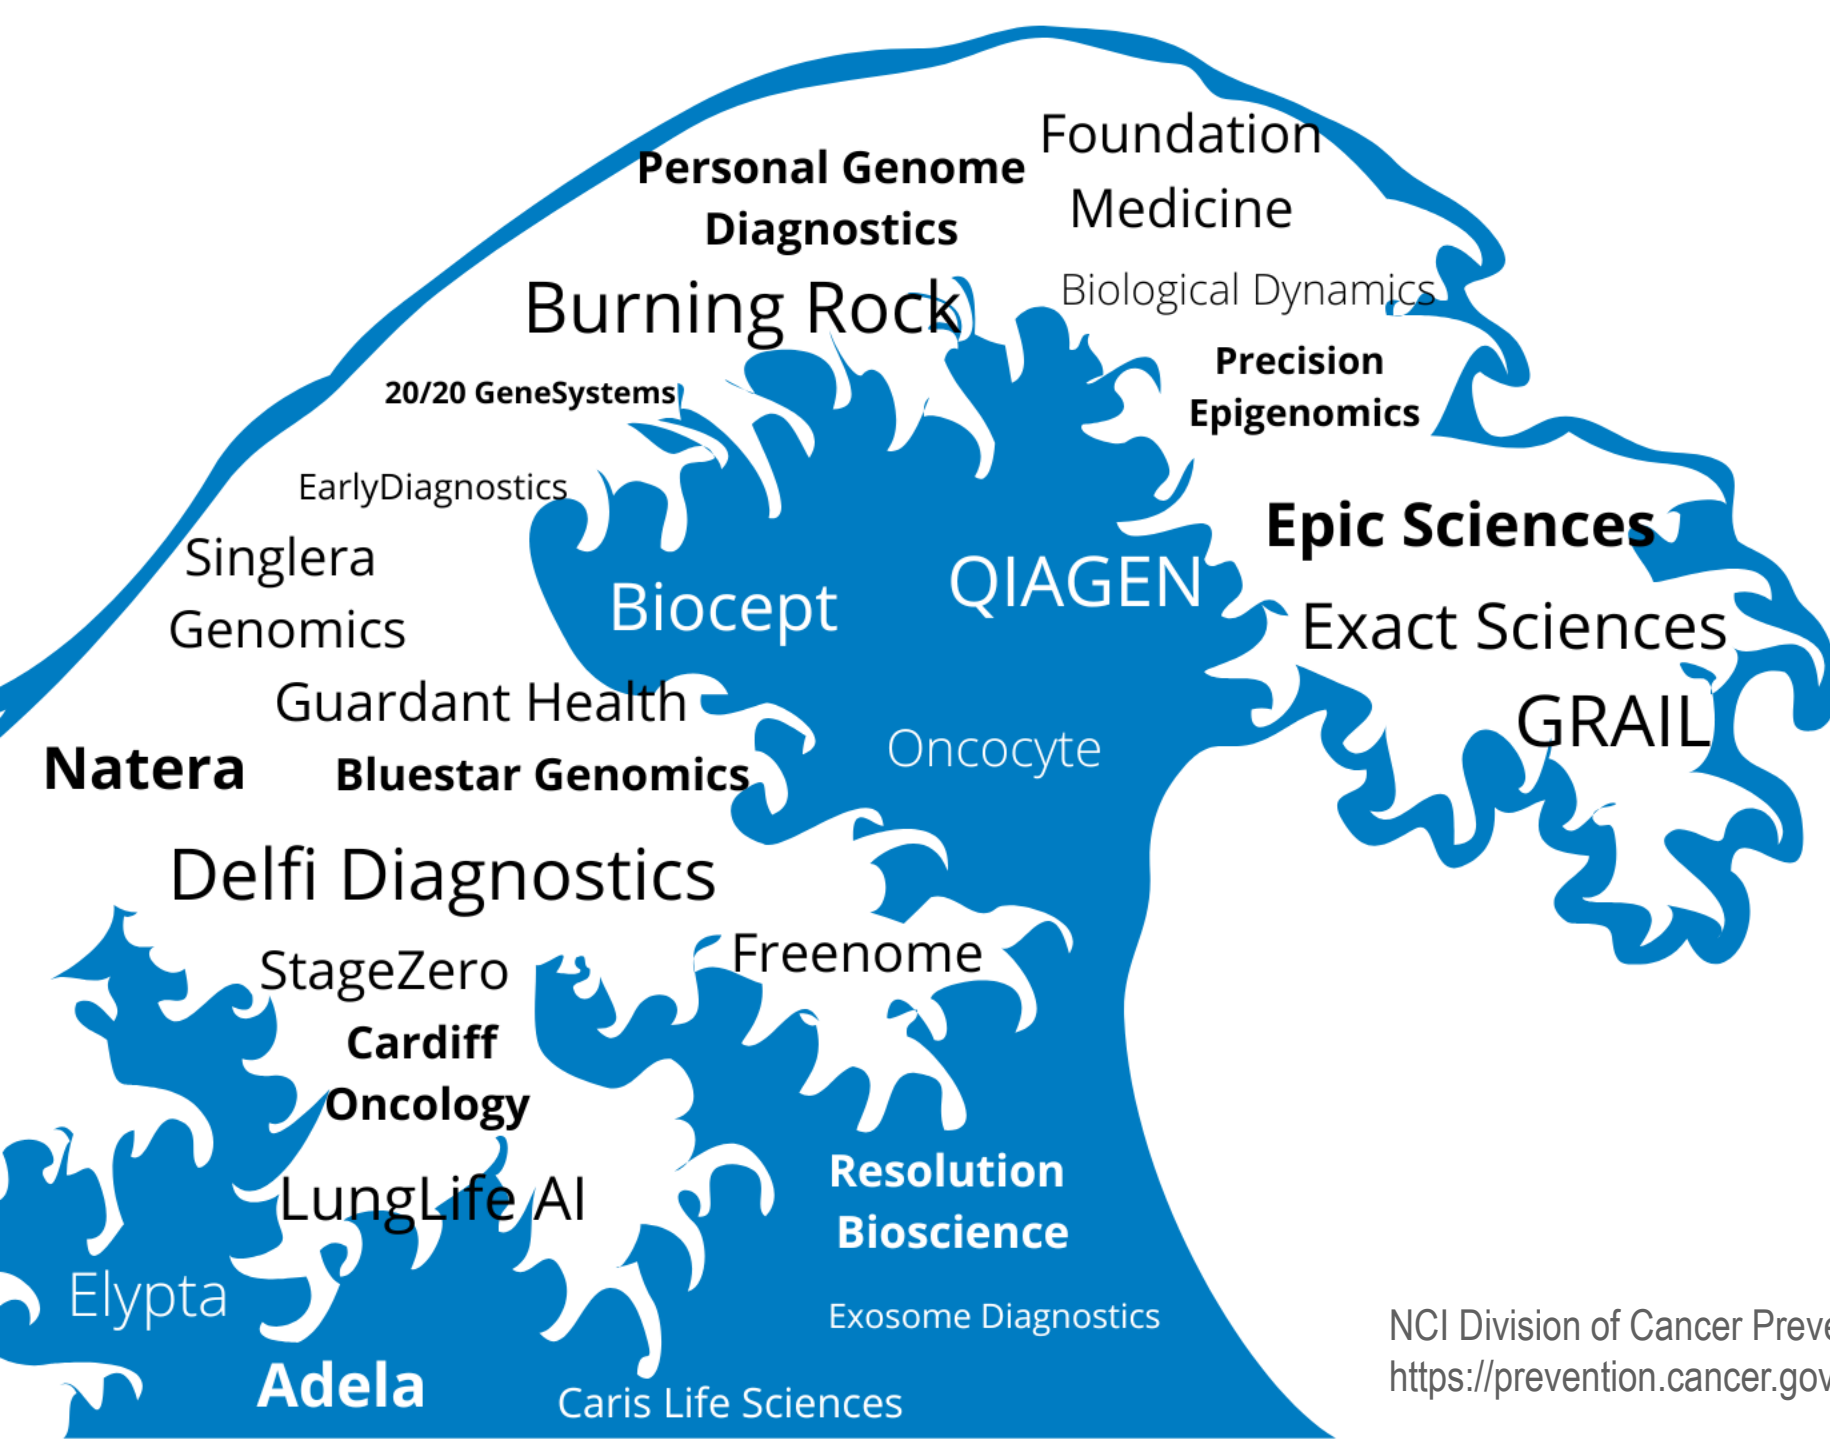 Foundation
Medicine
Personal Genome
Diagnostics
Biological Dynamics
Burning Rock
Precision
Epigenomics
20/20 GeneSystems
EarlyDiagnostics
Epic Sciences
Singlera
Genomics
Biocept
QIAGEN
Exact Sciences
Guardant Health
GRAIL
Natera
Bluestar Genomics
Oncocyte
Delfi Diagnostics
StageZero
Freenome
Cardiff
Oncology
LungLife AI
Resolution
Bioscience
Elypta
Exosome Diagnostics
Adela
Caris Life Sciences
NCI Division of Cancer
https://prevention.cancer.gov